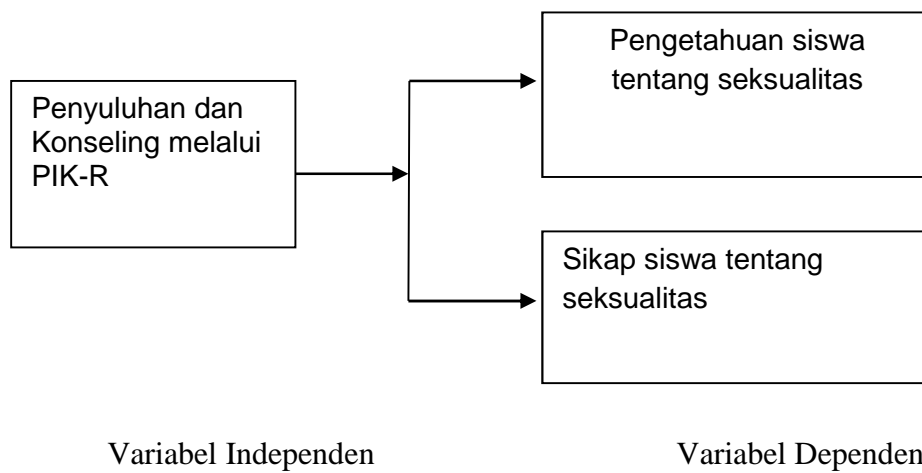 Penyuluhan dan
Konseling melalui
PIK-R
Pengetahuan siswa
tentang seksualitas
Sikap siswa tentang
seksualitas
Variabel Independen
Variabel Dependen